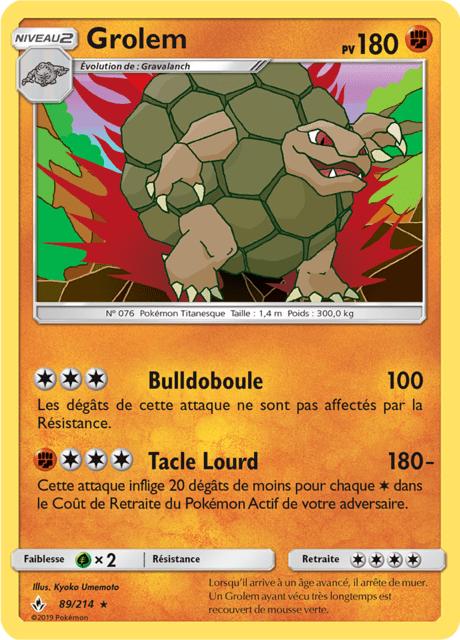 NIVEAU 2
Grolem
PV 180
Évolution de : Gravalanch
N° 076 Pokémon Titanesque Taille : 1,4 m Poids : 300,0 kg
Bulldoboule 100
Les dégâts de cette attaque ne sont pas affectés par la
Résistance.
Tacle Lourd 180-
Cette attaque inflige 20 dégâts de moins pour chaque dans
le Coût de Retraite du Pokémon Actif de votre adversaire.
Faiblesse × 2 Résistance Retraite
Illus. Kyoko Umemoto
89/214 ★
©2019 Pokémon
Lorsqu'il arrive à un âge avancé, il arrête de muer.
Un Grolem ayant vécu très longtemps est
recouvert de mousse verte.